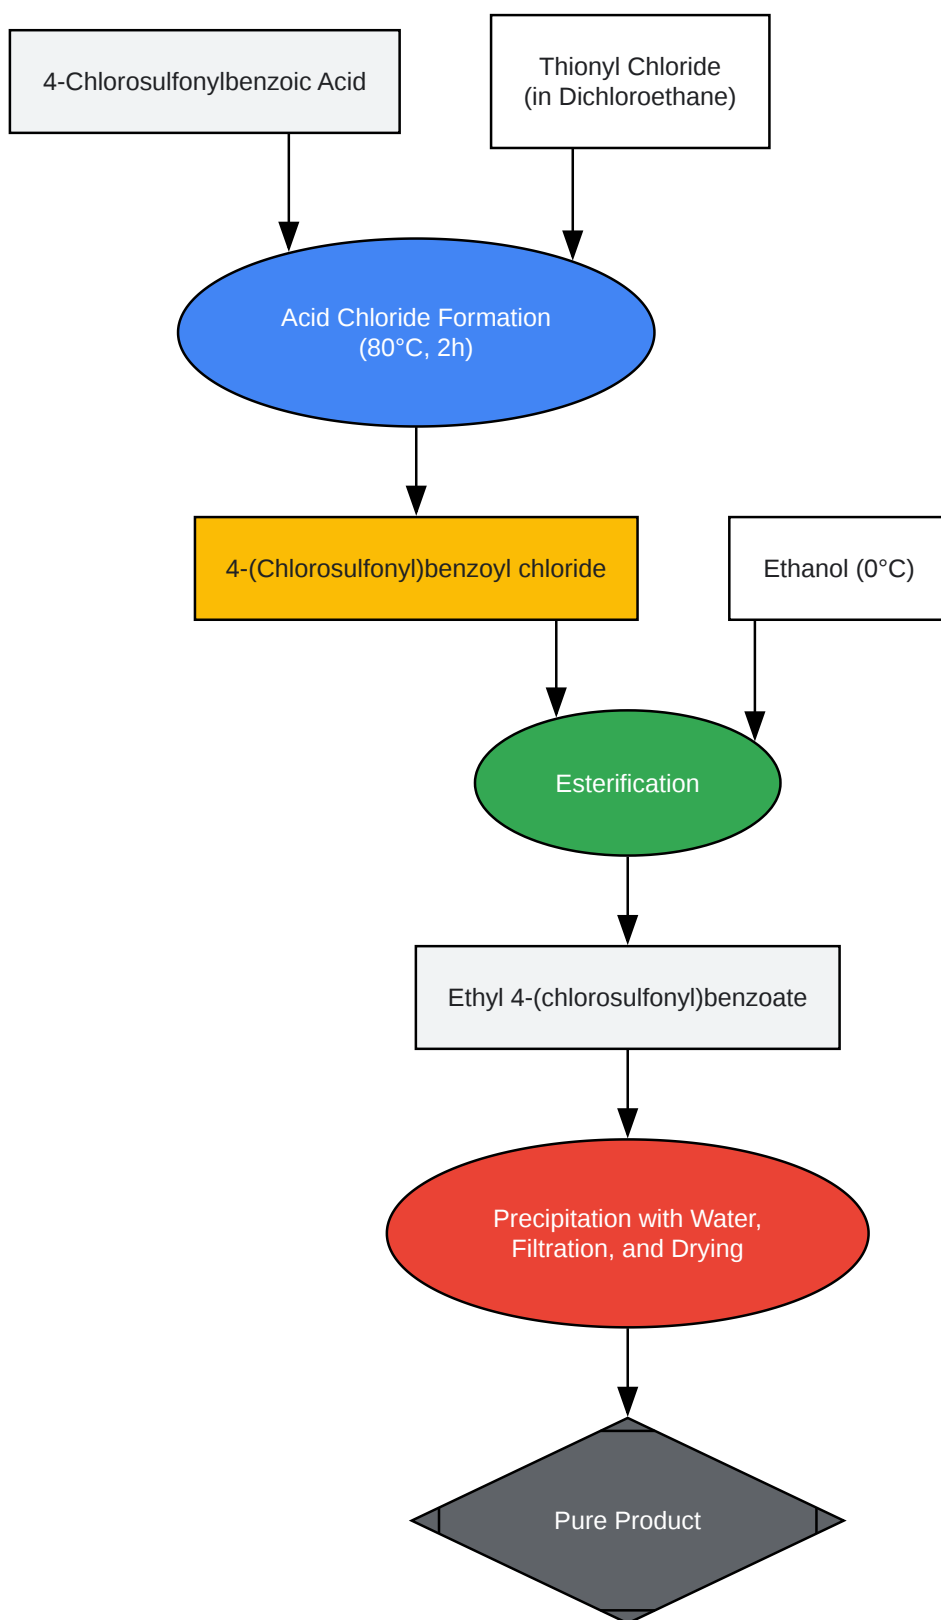 4-Chlorosulfonylbenzoic Acid
Thionyl Chloride
(in Dichloroethane)
Acid Chloride Formation
(80°C, 2h)
4-(Chlorosulfonyl)benzoyl chloride
Ethanol (0°C)
Esterification
Ethyl 4-(chlorosulfonyl)benzoate
Precipitation with Water,
Filtration, and Drying
Pure Product